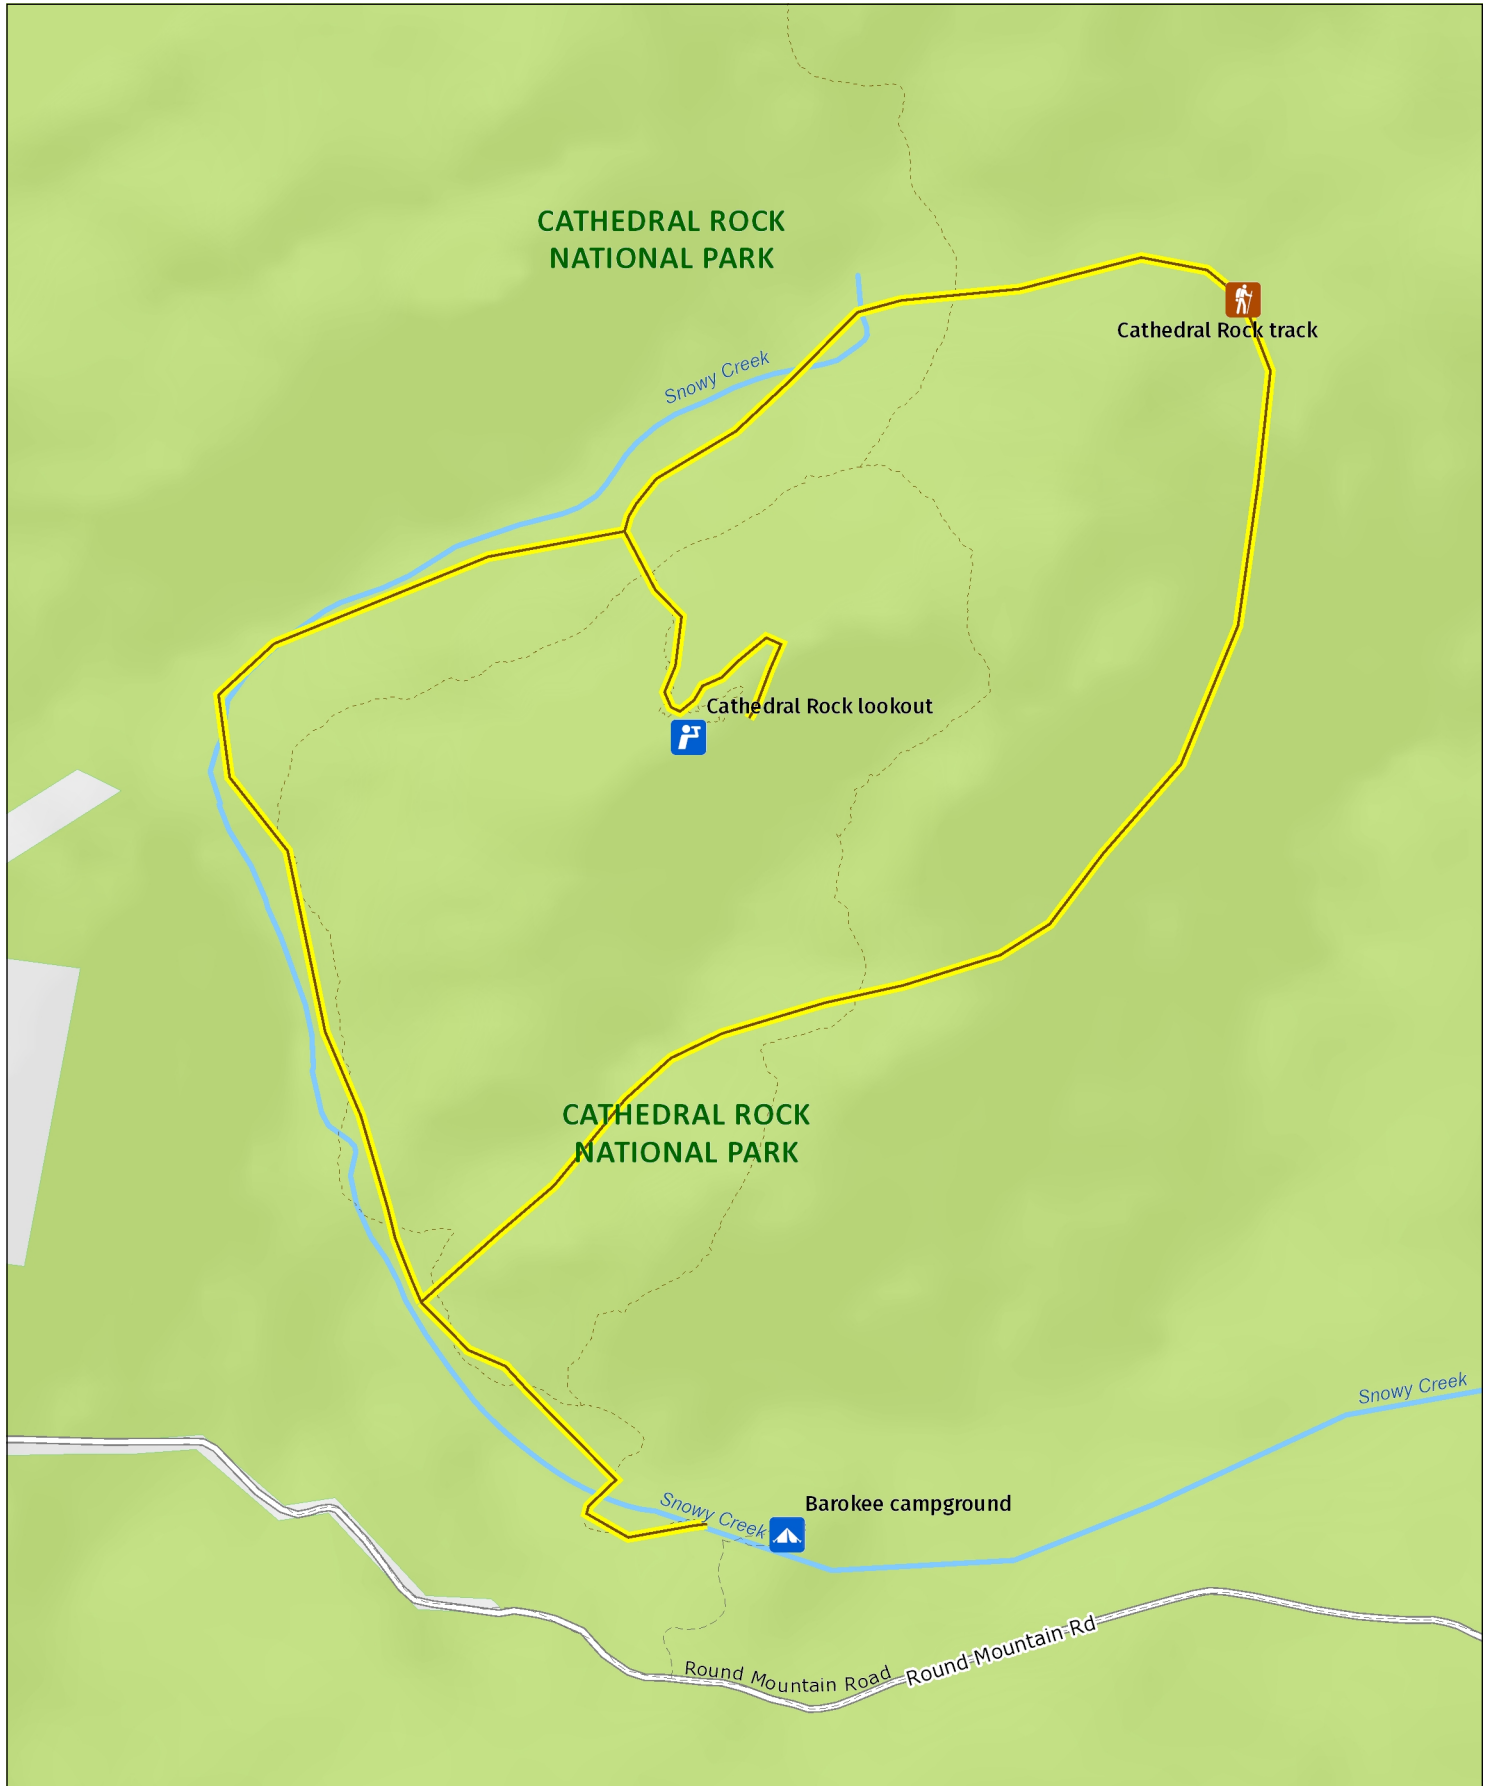 CATHEDRAL ROCK
NATIONAL PARK
Cathedral Rock track
Snowy Creek
Cathedral Rock lookout
CATHEDRAL ROCK
NATIONAL PARK
Snowy Creek
Snowy Creek
Barokee campground
Round Mountain Road
Round Mountain Rd